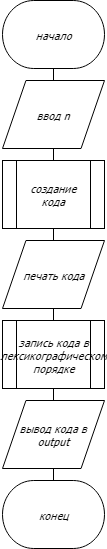 начало
ввод n
создание
кода
печать кода
запись кода в
лексикографическом
порядке
вывод кода в
output
конец